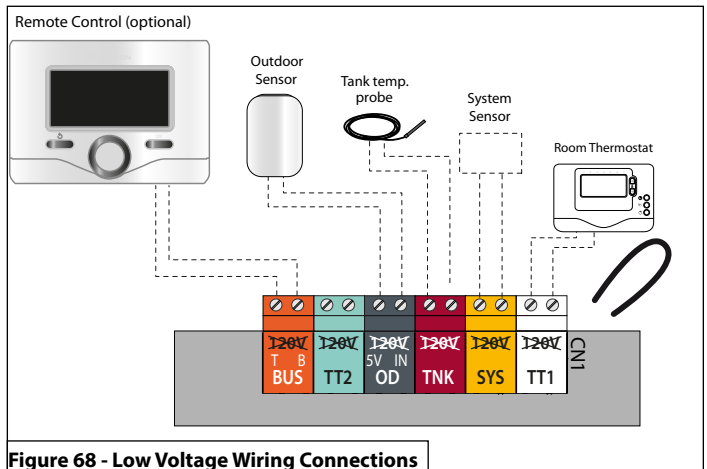 Remote Control (optional)
Outdoor
Sensor
Tank temp.
probe
System
Sensor
Room Thermostat
120V 120V 120V 120V 120V 120V
T B 5V IN
BUS TT2 OD TNK SYS TT1
CN1
Figure 68 - Low Voltage Wiring Connections